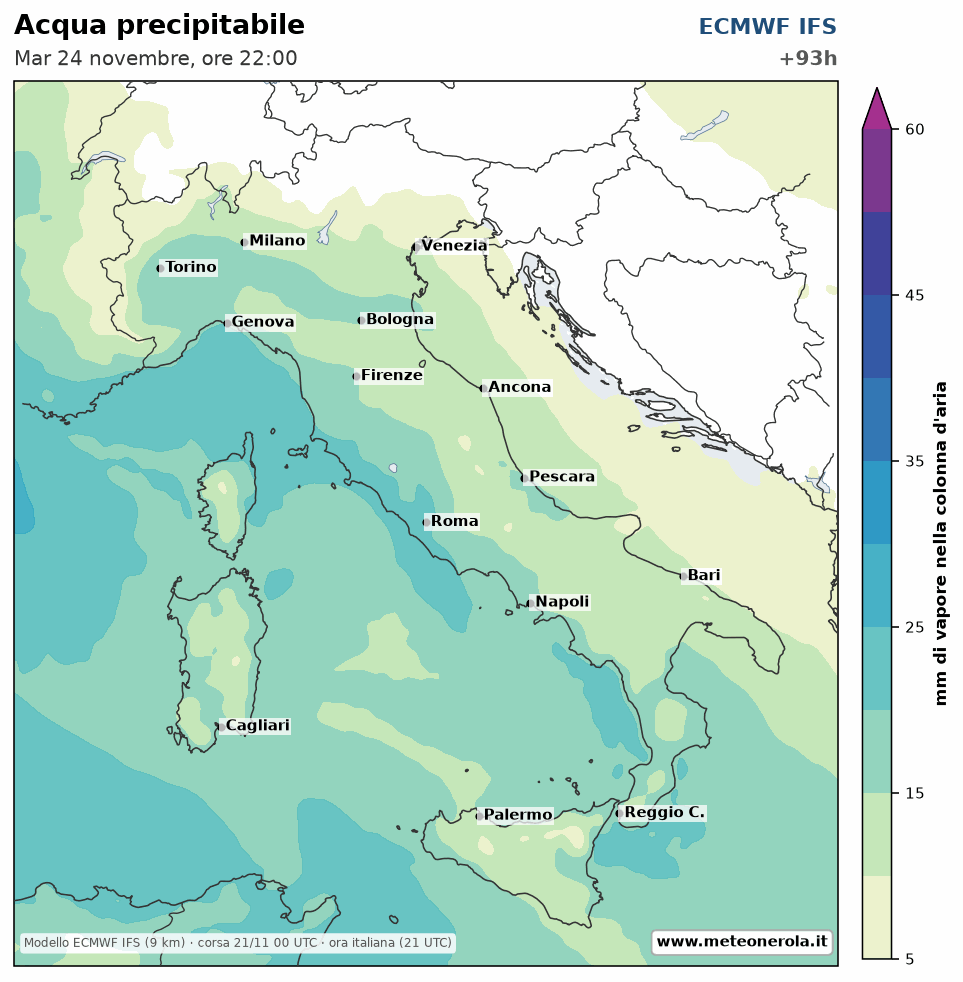 Acqua precipitabile
ECMWF IFS
Mar 24 novembre, ore 22:00
+93h
Milano
Venezia
Torino
Genova
Bologna
Firenze
Ancona
Pescara
Roma
Bari
Napoli
Cagliari
Palermo
Reggio C.
60
45
35
25
15
5
mm di vapore nella colonna d'aria
Modello ECMWF IFS (9 km) · corsa 21/11 00 UTC · ora italiana (21 UTC)
www.meteonerola.it